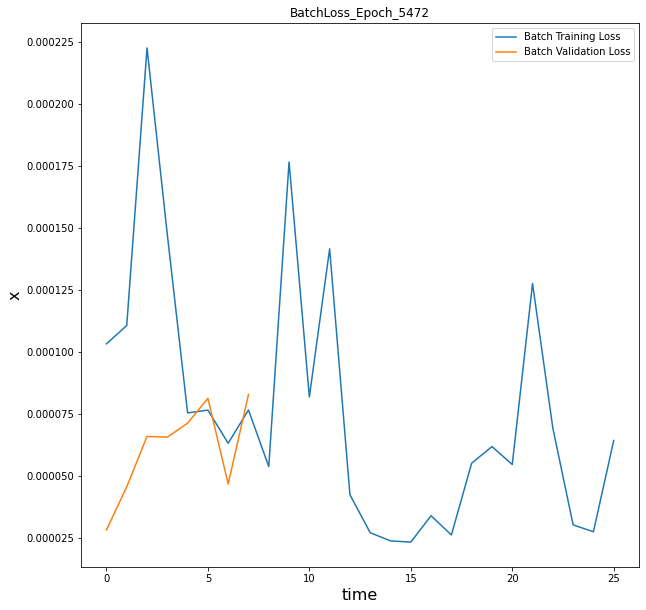 BatchLoss_Epoch_5472
Batch Training Loss
Batch Validation Loss
0.000225
0.000200
0.000175
0.000150
0.000125
0.000100
0.000075
0.000050
0.000025
x
0 5 10 15 20 25
time